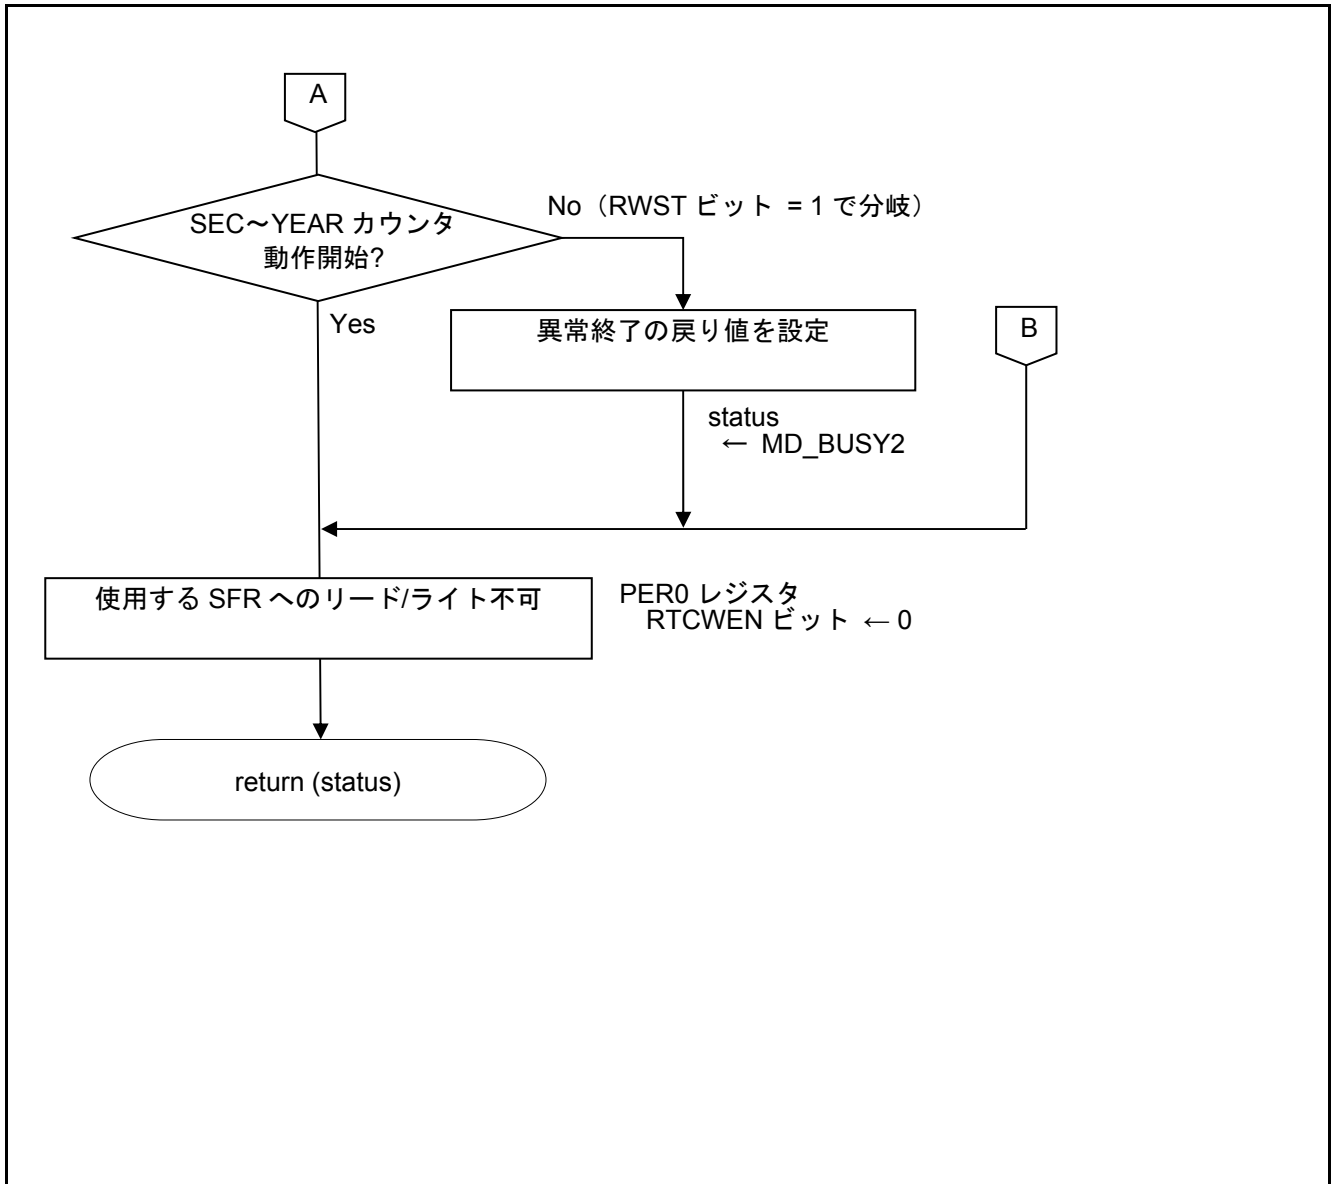 A
No（RWST ビット = 1 で分岐）
SEC～YEAR カウンタ
動作開始?
Yes
異常終了の戻り値を設定
B
status
← MD_BUSY2
使用する SFR へのリード/ライト不可
PER0 レジスタ
RTCWEN ビット ← 0
return (status)